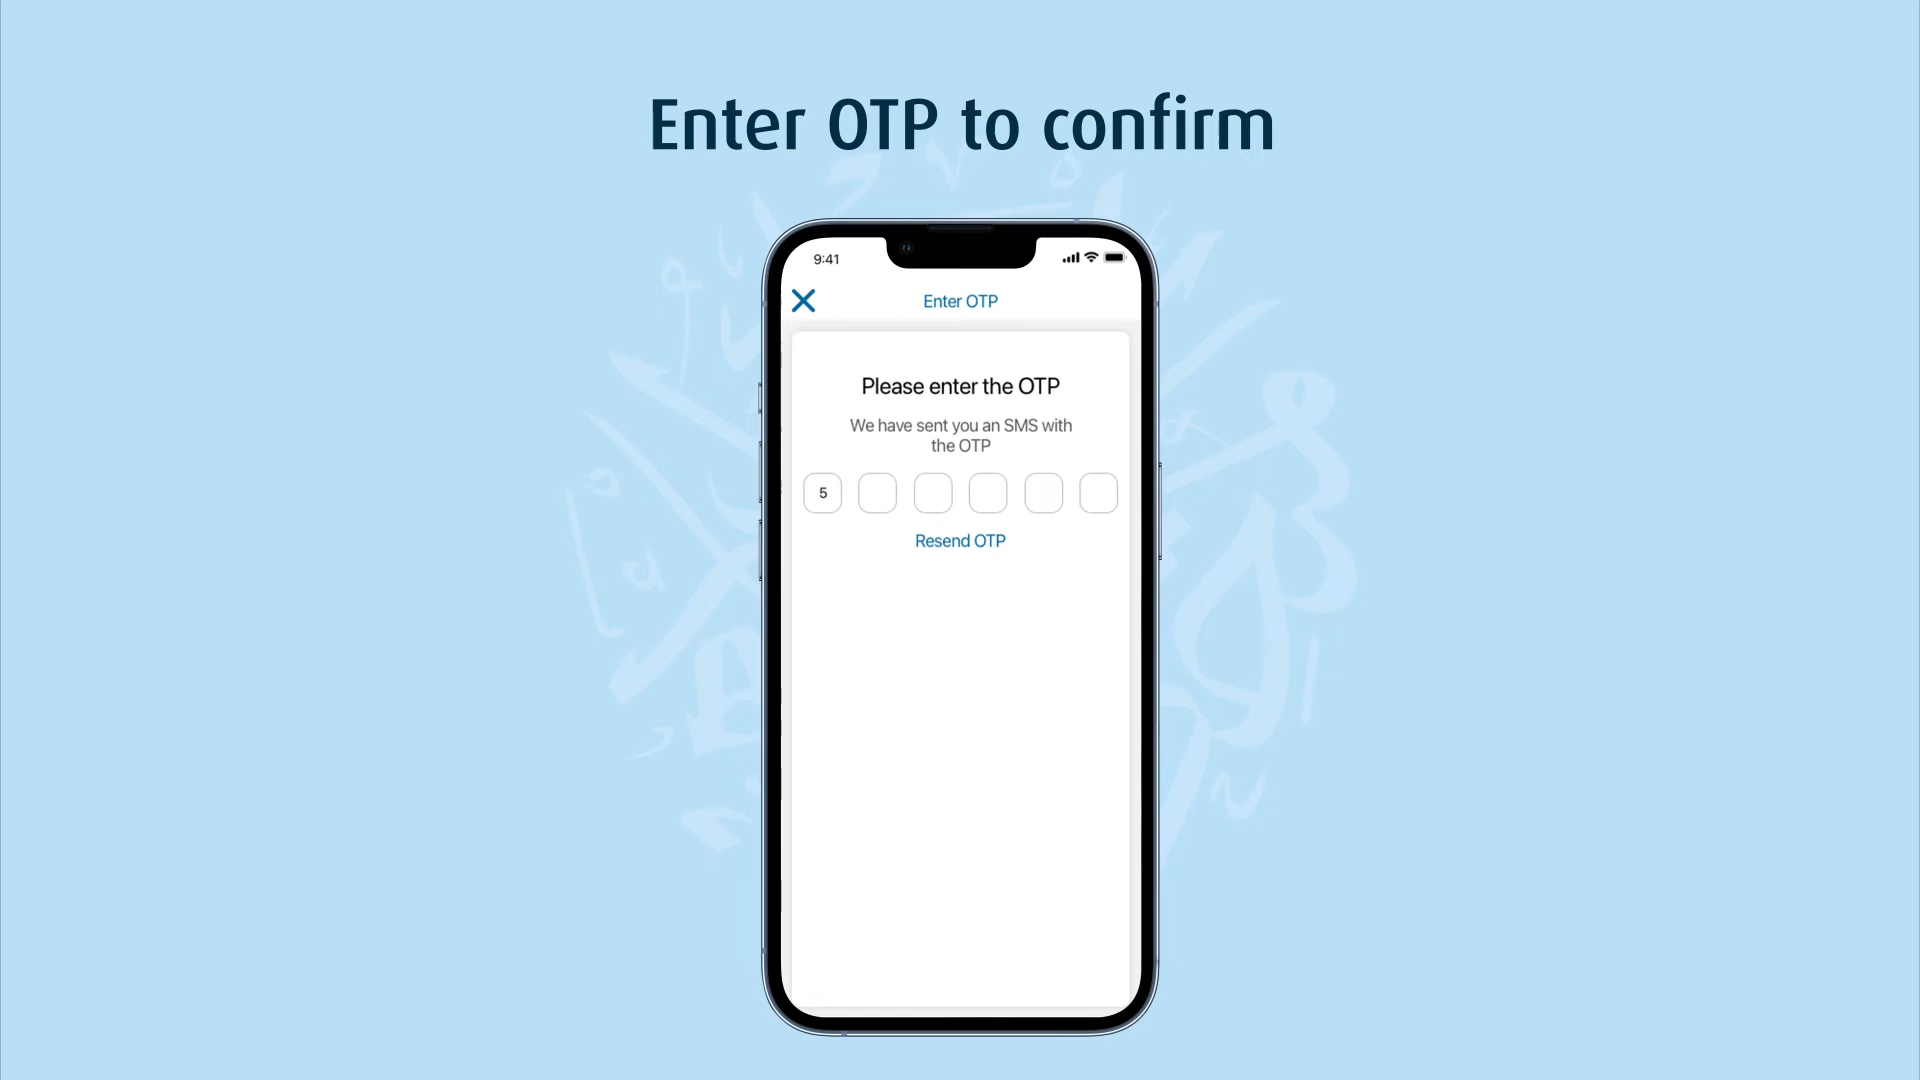 Enter OTP to confirm
9:41
Enter OTP
Please enter the OTP
We have sent you an SMS with
the OTP
5
Resend OTP